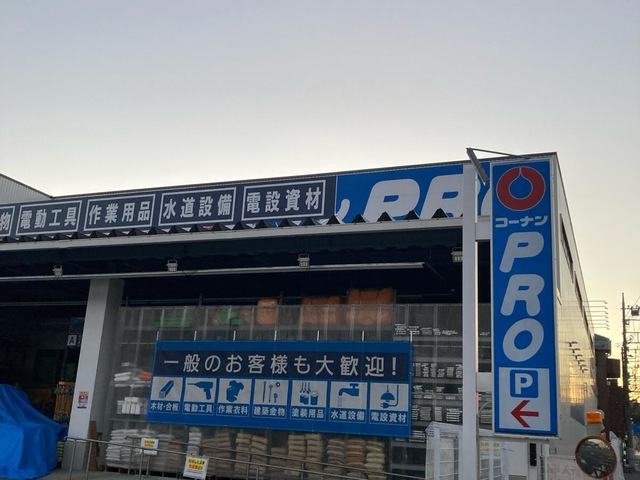 物 電動工具 作業用品 水道設備 電設資材
PRO
コーナン
PRO
P
一般のお客様も大歓迎!
木材・合板 電動工具 作業衣料 建築金物 塗装用品 水道設備 電設資材
A